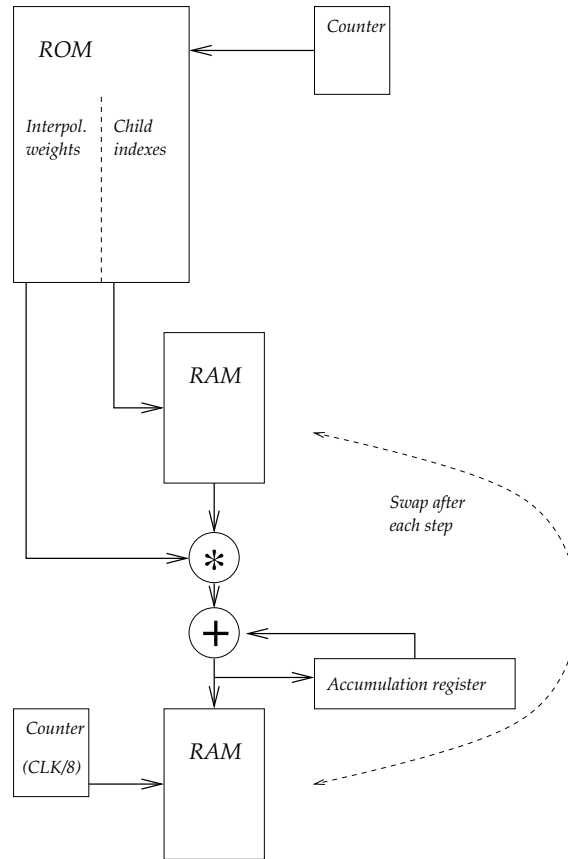 Counter
ROM
Interpol.
weights
Child
indexes
RAM
Swap after
each step
*
+
Accumulation register
Counter
(CLK/8)
RAM